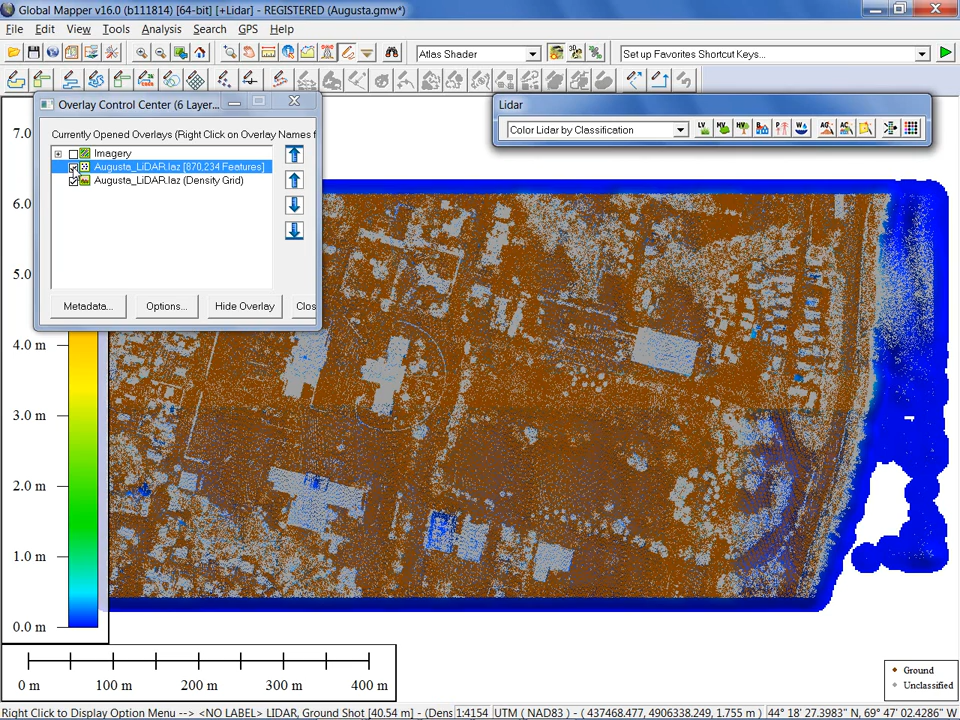 Global Mapper v16.0 (b111814) [64-bit] [+Lidar] - REGISTERED (Augusta.gmw*)
File Edit View Tools Analysis Search GPS Help
Atlas Shader
Set up Favorites Shortcut Keys...
Overlay Control Center (6 Layer...
Currently Opened Overlays (Right Click on Overlay Names f
Imagery
Augusta_LiDAR.laz [870,234 Features]
Augusta_LiDAR.laz (Density Grid)
Metadata... Options... Hide Overlay Clos
Lidar
Color Lidar by Classification
7.0
6.0
5.0
4.0 m
3.0 m
2.0 m
1.0 m
0.0 m
0 m 100 m 200 m 300 m 400 m
Ground
Unclassified
Right Click to Display Option Menu --> <NO LABEL> LIDAR, Ground Shot [40.54 m] - (Dens 1:4154 UTM (NAD83) - ( 437468.477, 4906338.249, 1.755 m ) 44° 18' 27.3983" N, 69° 47' 02.4286" W